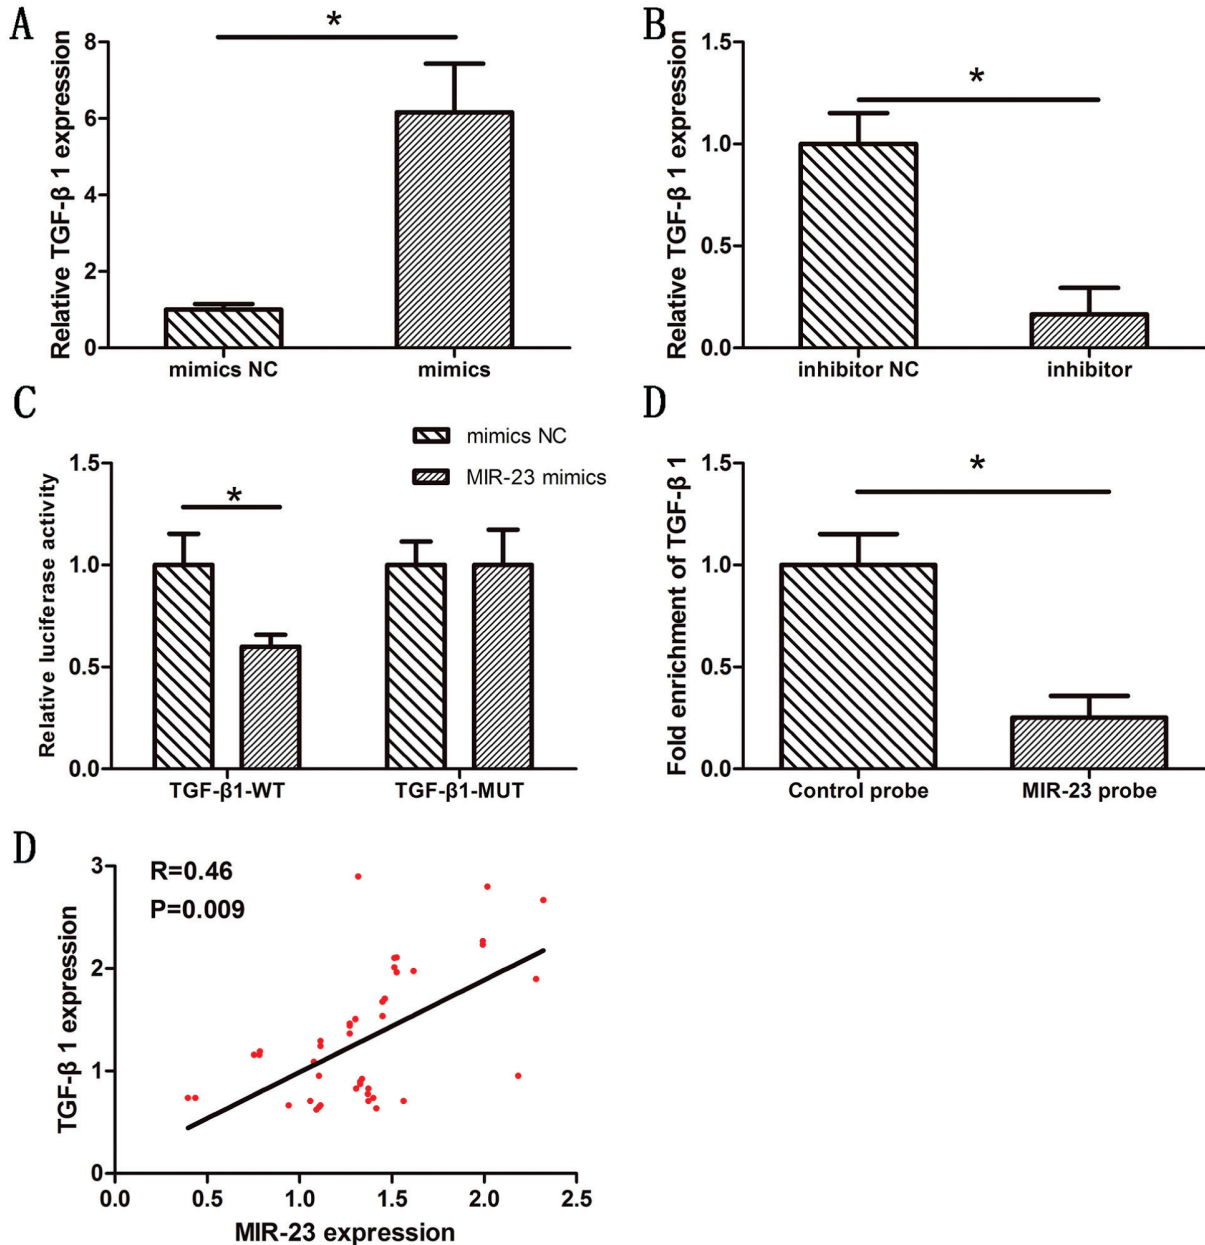 A
*
Relative TGF-β 1 expression
8
6
4
2
0
mimics NC
mimics
B
*
Relative TGF-β 1 expression
1.5
1.0
0.5
0.0
inhibitor NC
inhibitor
C
mimics NC
MIR-23 mimics
*
Relative luciferase activity
1.5
1.0
0.5
0.0
TGF-β1-WT
TGF-β1-MUT
D
*
Fold enrichment of TGF-β 1
1.5
1.0
0.5
0.0
Control probe
MIR-23 probe
D
R=0.46
P=0.009
TGF-β 1 expression
3
2
1
0
0.0
0.5
1.0
1.5
2.0
2.5
MIR-23 expression